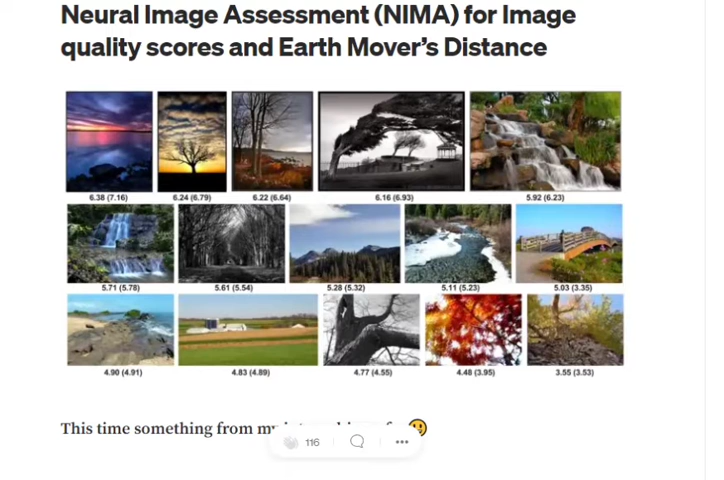 Neural Image Assessment (NIMA) for Image
quality scores and Earth Mover's Distance
6.38 (7.16) 6.24 (6.79) 6.22 (6.64) 6.16 (6.93) 5.92 (6.23)
5.71 (5.78) 5.61 (5.54) 5.28 (5.32) 5.11 (5.23) 5.03 (3.35)
4.90 (4.91) 4.83 (4.89) 4.77 (4.55) 4.48 (3.95) 3.55 (3.53)
This time something from
116